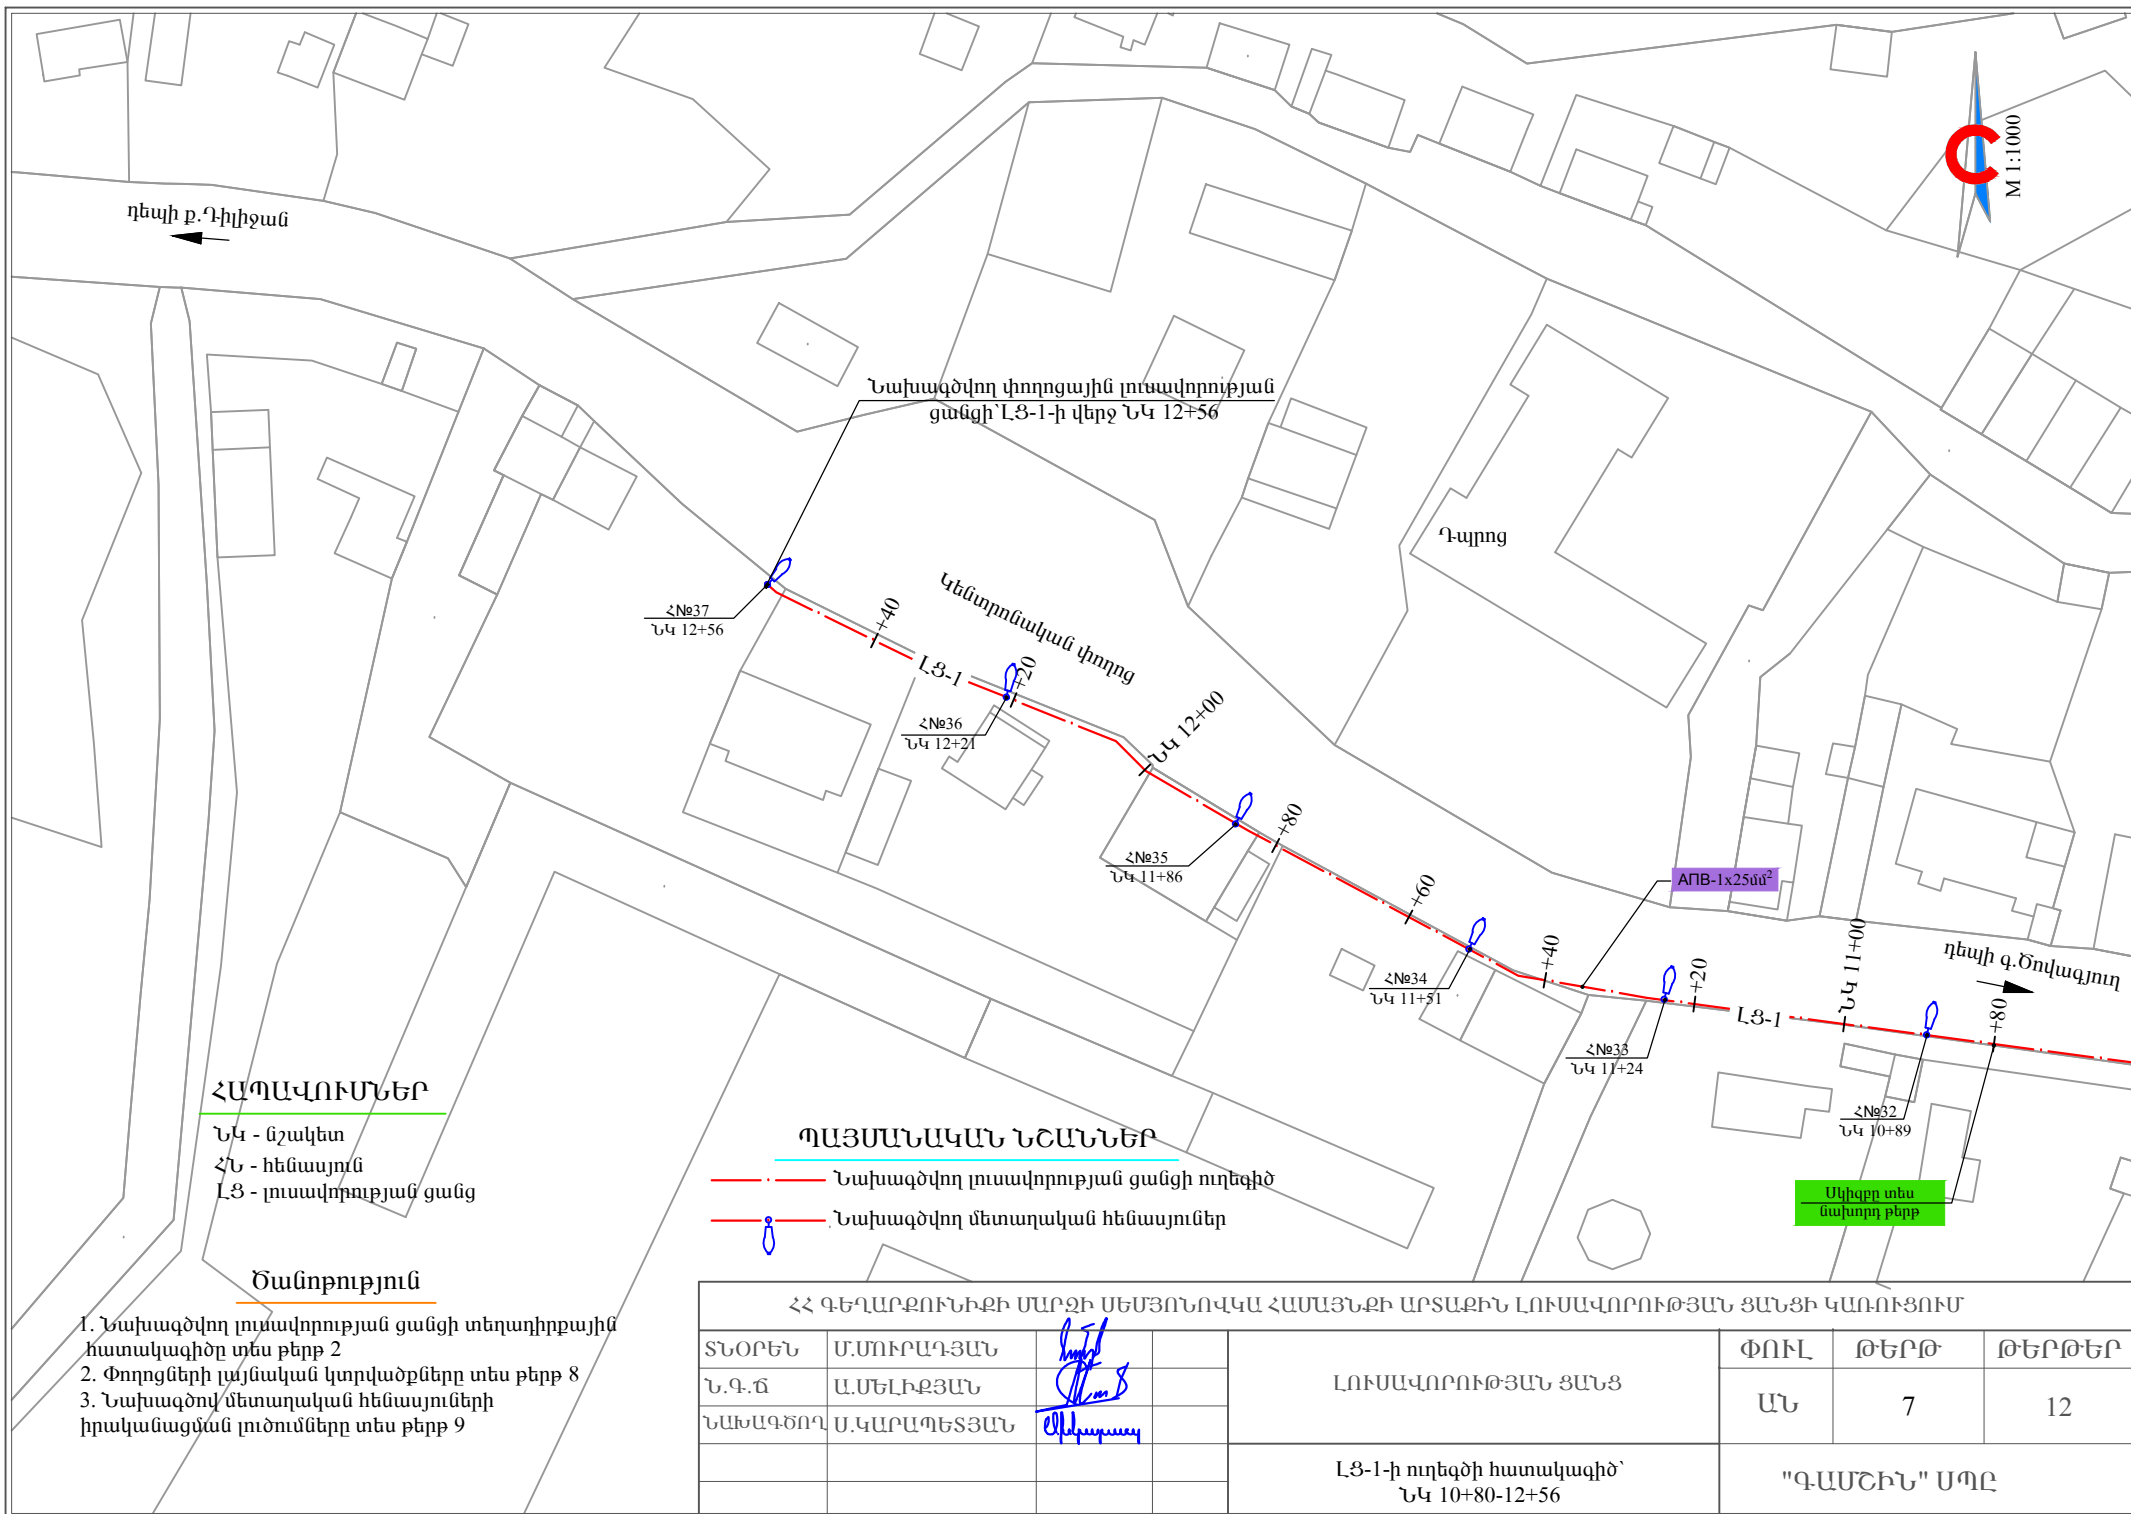 M 1:1000
դեպի ք.Դիլիջան
Նախագծվող փողոցային լուսավորության
ցանցի՝ԼՑ-1-ի վերջ ՆԿ 12+56
Դպրոց
Կենտրոնական փողոց
Հ№37
ՆԿ 12+56
+40
ԼՑ-1
+20
Հ№36
ՆԿ 12+21
ՆԿ 12+00
+80
Հ№35
ՆԿ 11+86
+60
АПВ-1x25մմ²
Հ№34
ՆԿ 11+51
+40
+20
Հ№33
ՆԿ 11+24
ԼՑ-1
ՆԿ 11+00
դեպի գ.Ծովագյուղ
+80
Հ№32
ՆԿ 10+89
Սկիզբը տես
նախորդ թերթ
ՀԱՊԱՎՈՒՄՆԵՐ
ՆԿ - նշակետ
ՀՆ - հենասյուն
ԼՑ - լուսավորության ցանց
ՊԱՅՄԱՆԱԿԱՆ ՆՇԱՆՆԵՐ
Նախագծվող լուսավորության ցանցի ուղեգիծ
Նախագծվող մետաղական հենասյուներ
Ծանոթություն
1. Նախագծվող լուսավորության ցանցի տեղադիրքային
հատակագիծը տես թերթ 2
2. Փողոցների լայնական կտրվածքները տես թերթ 8
3. Նախագծով մետաղական հենասյուների
իրականացման լուծումները տես թերթ 9
ՀՀ ԳԵՂԱՐՔՈՒՆԻՔԻ ՄԱՐԶԻ ՍԵՄՅՈՆՈՎԿԱ ՀԱՄԱՅՆՔԻ ԱՐՏԱՔԻՆ ԼՈՒՍԱՎՈՐՈՒԹՅԱՆ ՑԱՆՑԻ ԿԱՌՈՒՑՈՒՄ
ՏՆՕՐԵՆ Մ.ՄՈՒՐԱԴՅԱՆ
Ն.Գ.Ճ Ա.ՄԵԼԻՔՅԱՆ
ՆԱԽԱԳԾՈՂ Ս.ԿԱՐԱՊԵՏՅԱՆ
ԼՈՒՍԱՎՈՐՈՒԹՅԱՆ ՑԱՆՑ
ՓՈՒԼ ԹԵՐԹ ԹԵՐԹԵՐ
ԱՆ 7 12
ԼՑ-1-ի ուղեգծի հատակագիծ՝
ՆԿ 10+80-12+56
"ԳԱՄՇԻՆ" ՍՊԸ